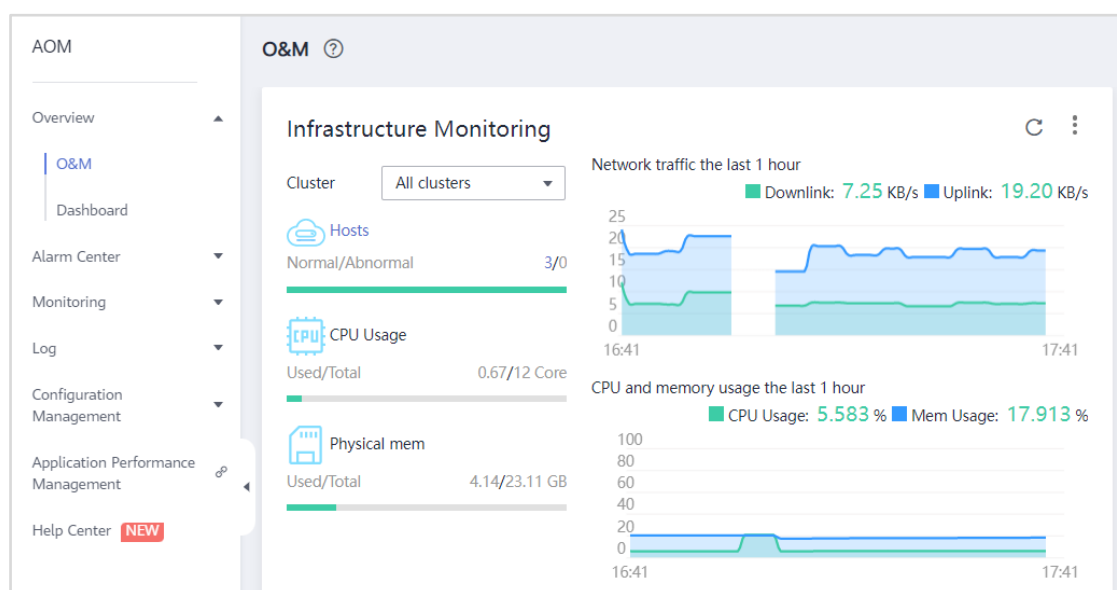 AOM
Overview
O&M
Dashboard
Alarm Center
Monitoring
Log
Configuration
Management
Application Performance
Management
Help Center NEW
O&M ?
Infrastructure Monitoring
Cluster All clusters
Hosts
Normal/Abnormal 3/0
CPU CPU Usage
Used/Total 0.67/12 Core
Physical mem
Used/Total 4.14/23.11 GB
Network traffic the last 1 hour
Downlink: 7.25 KB/s Uplink: 19.20 KB/s
25
20
15
10
5
0
16:41 17:41
CPU and memory usage the last 1 hour
CPU Usage: 5.583 % Mem Usage: 17.913 %
100
80
60
40
20
0
16:41 17:41